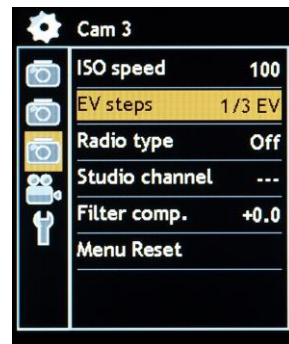 Cam 3
ISO speed 100
EV steps 1/3 EV
Radio type Off
Studio channel ---
Filter comp. +0.0
Menu Reset